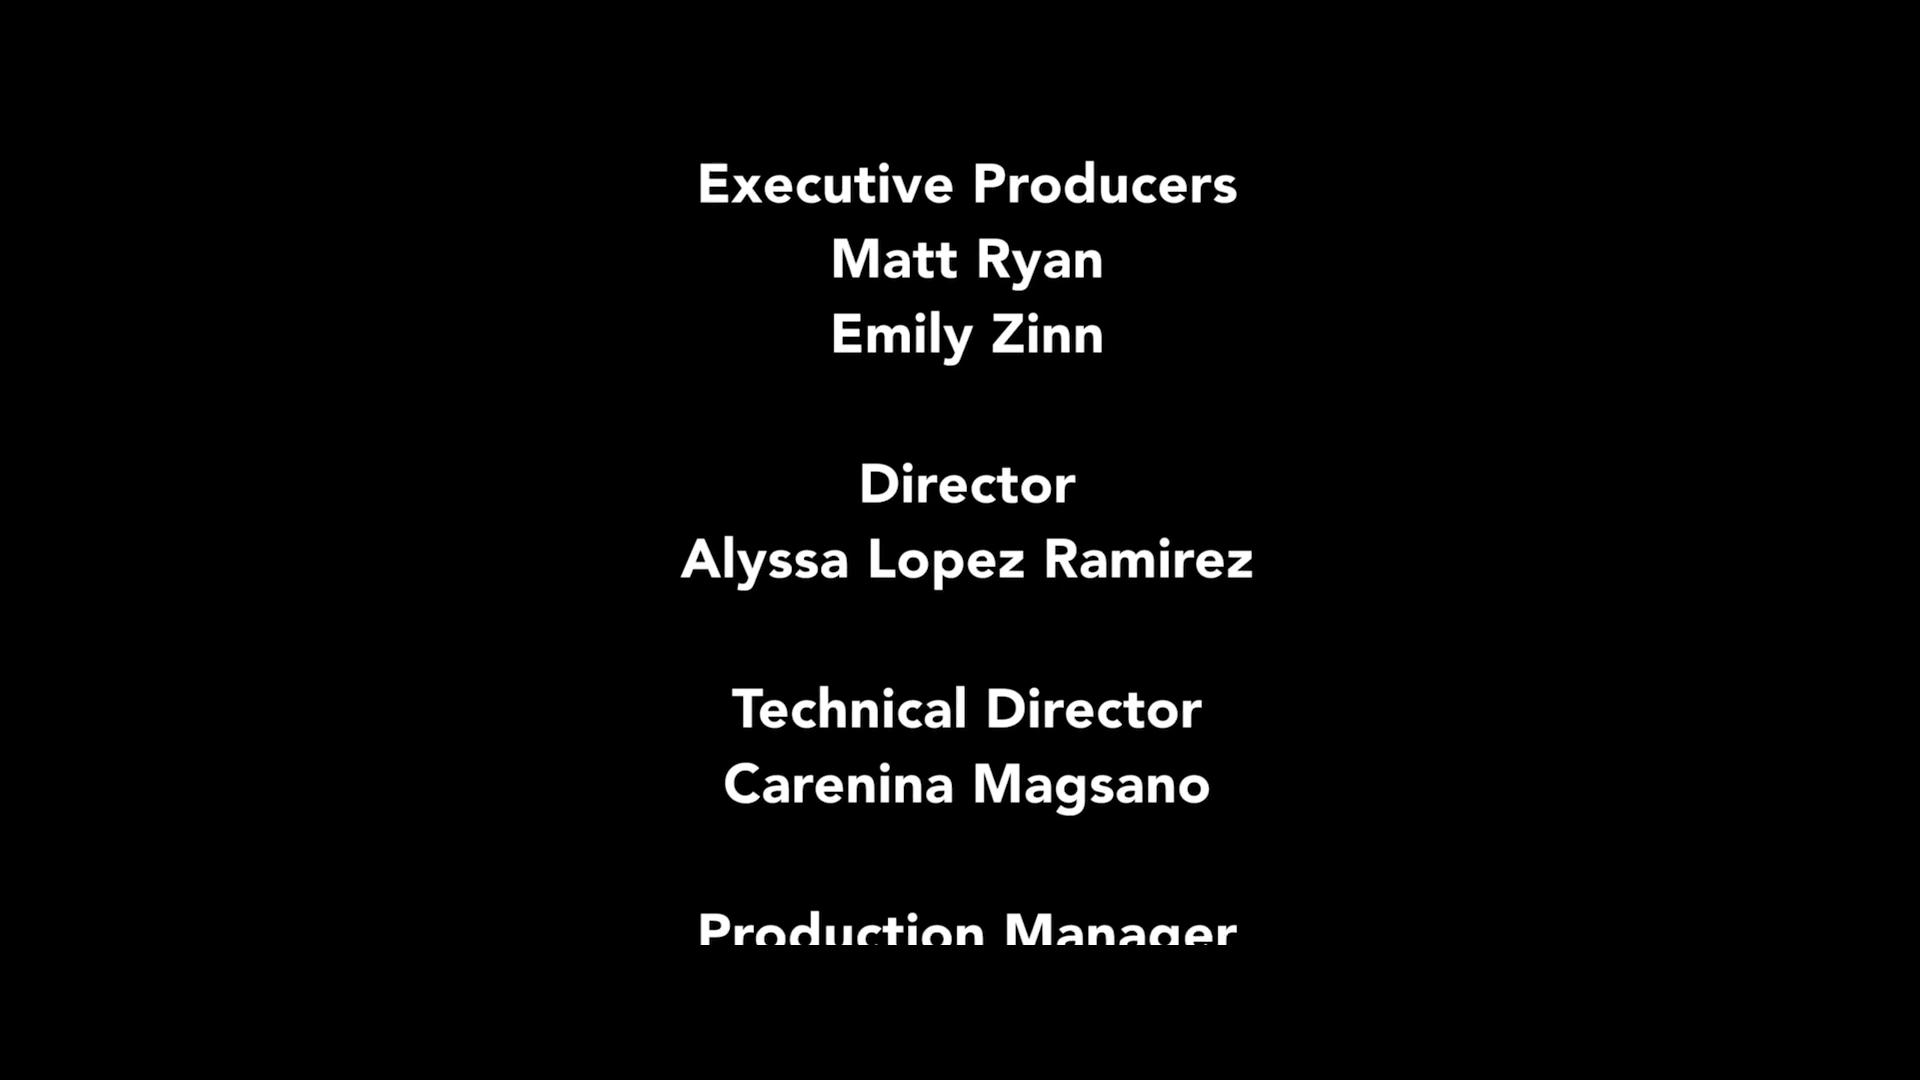 Executive Producers
Matt Ryan
Emily Zinn
Director
Alyssa Lopez Ramirez
Technical Director
Carenina Magsano
Production Manager